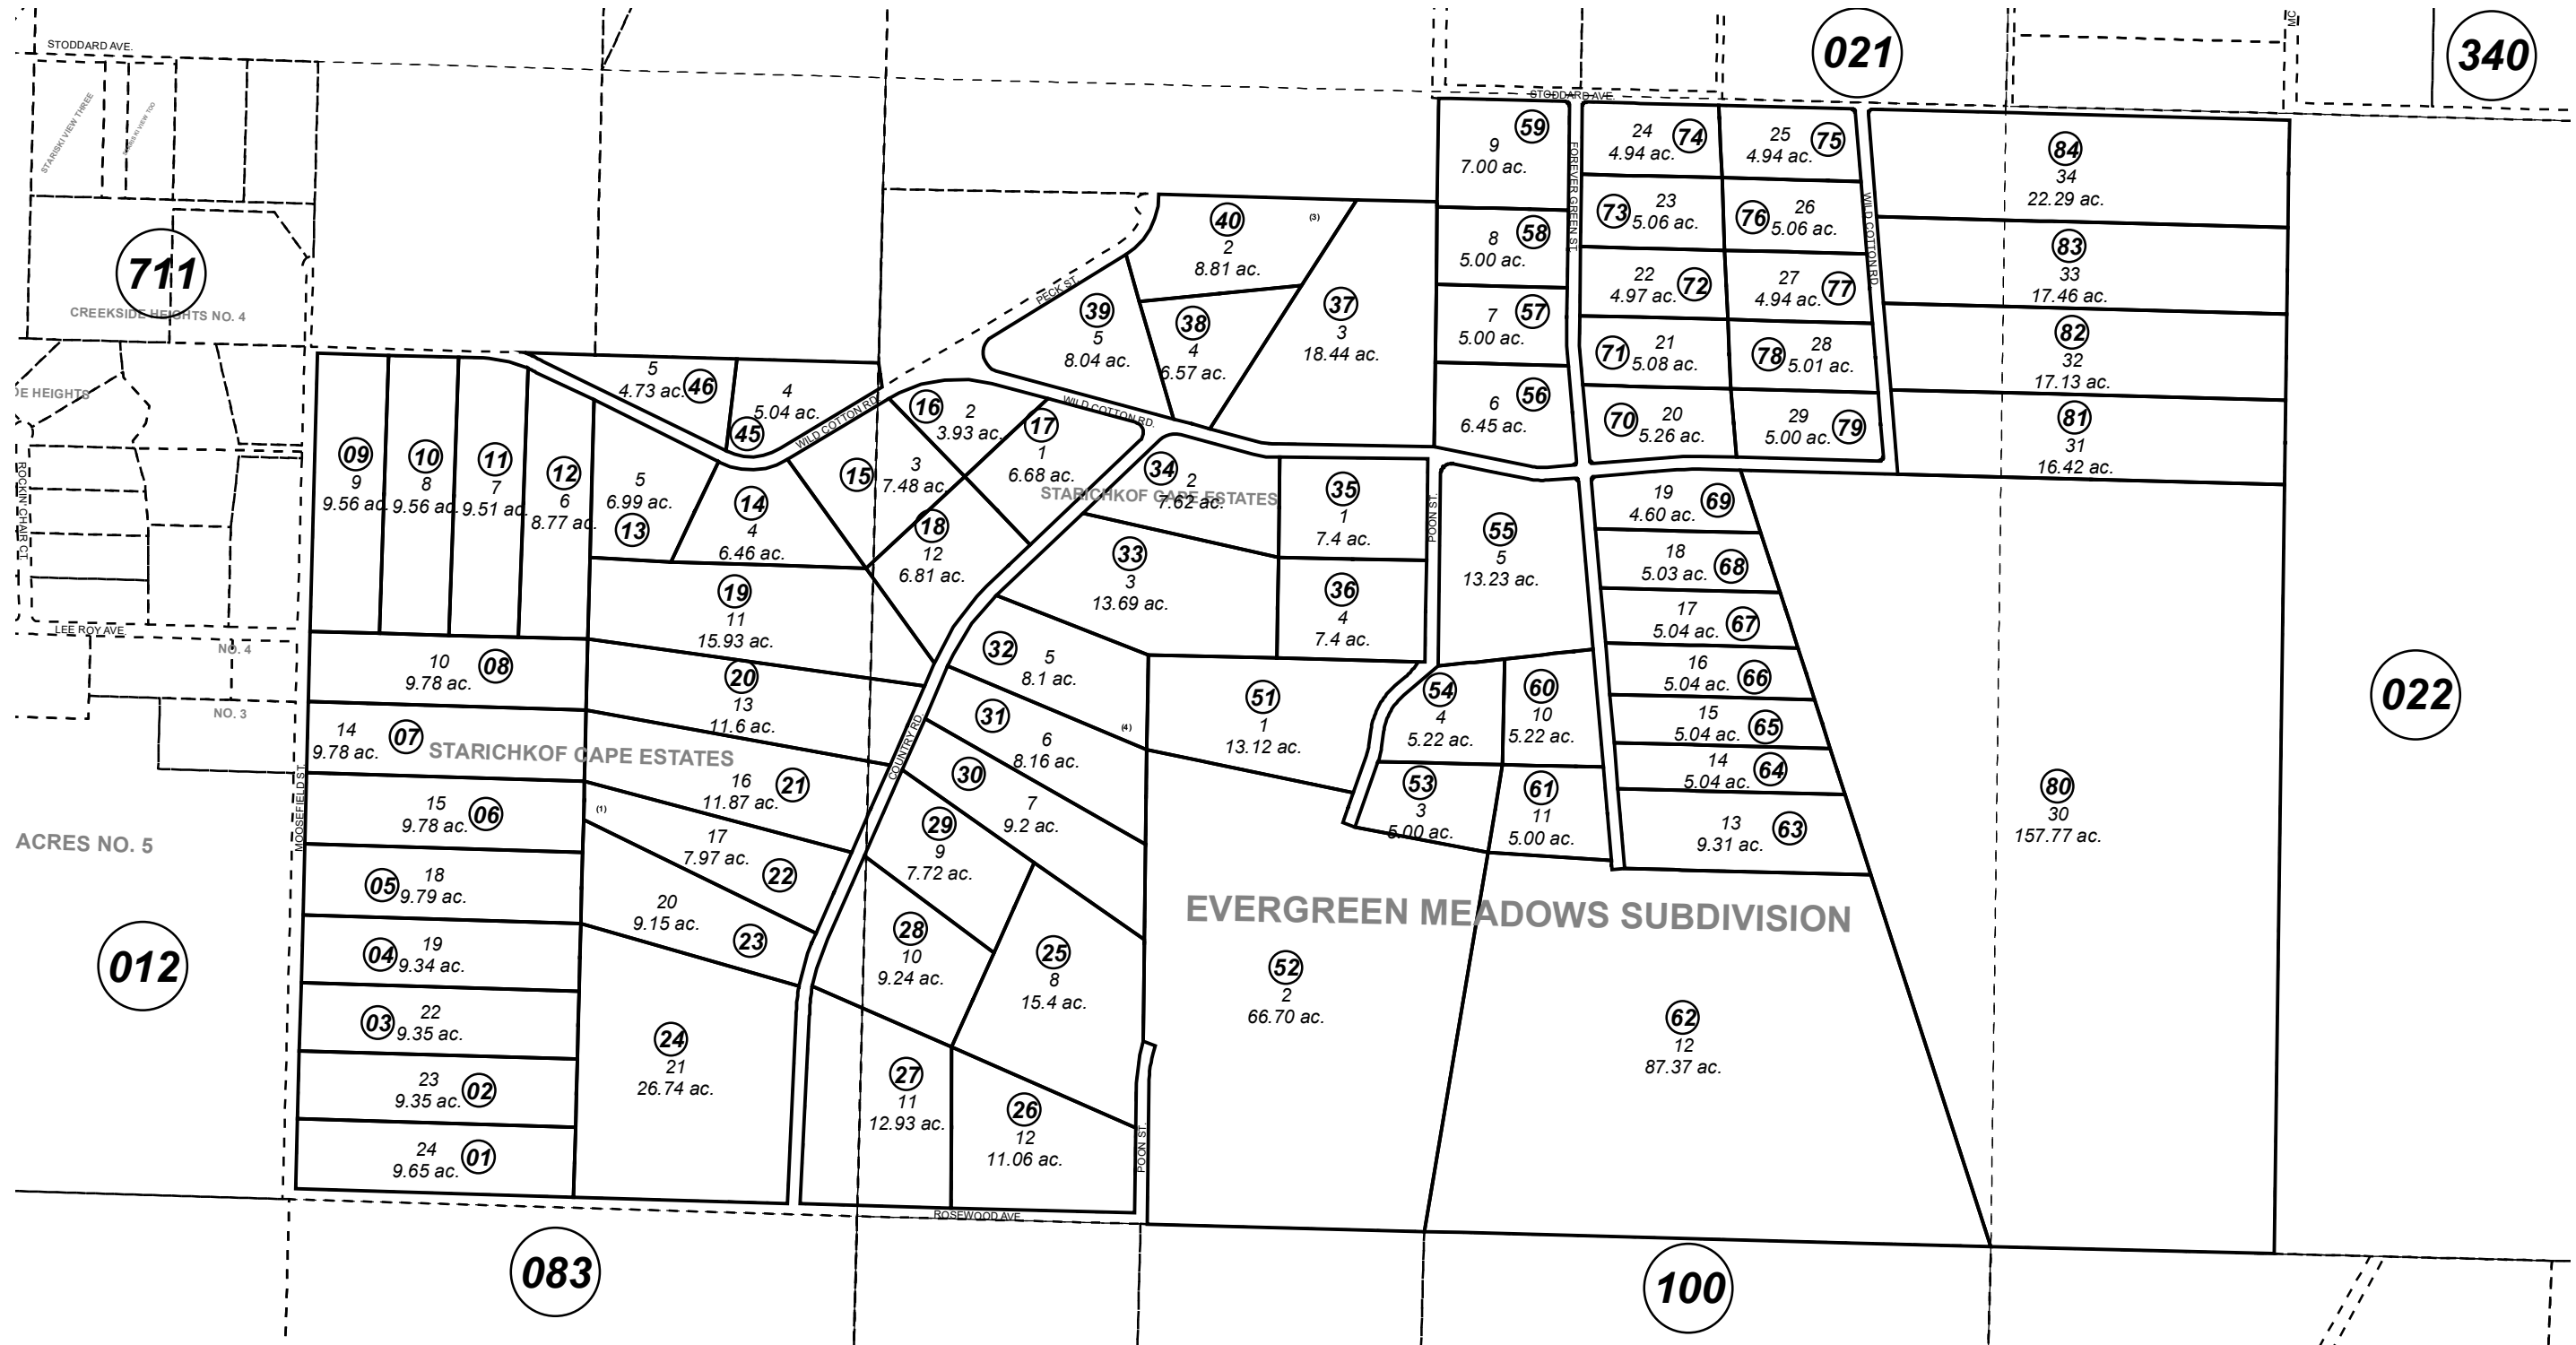 STODDARD AVE.
021
340
MC
STARISKI VIEW THREE
STODDARD AVE.
59
9
7.00 ac.
24
74
4.94 ac.
25
75
4.94 ac.
84
34
22.29 ac.
FOREVER GREEN ST.
WILD COTTON RD.
40
2
8.81 ac.
(3)
58
8
5.00 ac.
73
23
5.06 ac.
76
26
5.06 ac.
83
33
17.46 ac.
711
CREEKSIDE HEIGHTS NO. 4
PECK ST.
39
5
8.04 ac.
38
4
6.57 ac.
37
3
18.44 ac.
57
7
5.00 ac.
22
72
4.97 ac.
27
77
4.94 ac.
82
32
17.13 ac.
71
21
5.08 ac.
78
28
5.01 ac.
DE HEIGHTS
5
46
4.73 ac.
4
5.04 ac.
45
WILD COTTON RD.
16
2
3.93 ac.
17
1
6.68 ac.
WILD COTTON RD.
56
6
6.45 ac.
70
20
5.26 ac.
29
79
5.00 ac.
81
31
16.42 ac.
ROCKIN CHAIR CT.
09
9
9.56 ac.
10
8
9.56 ac.
11
7
9.51 ac.
12
6
8.77 ac.
5
6.99 ac.
13
14
4
6.46 ac.
15
3
7.48 ac.
18
12
6.81 ac.
34
2
7.62 ac.
STARICHKOF CAPE ESTATES
35
1
7.4 ac.
POON ST.
55
5
13.23 ac.
19
69
4.60 ac.
18
68
5.03 ac.
33
3
13.69 ac.
36
4
7.4 ac.
17
67
5.04 ac.
LEE ROY AVE.
NO. 4
NO. 3
19
11
15.93 ac.
10
08
9.78 ac.
20
13
11.6 ac.
32
5
8.1 ac.
51
1
13.12 ac.
54
4
5.22 ac.
60
10
5.22 ac.
16
66
5.04 ac.
022
14
07
9.78 ac.
STARICHKOF CAPE ESTATES
COUNTRY RD.
31
6
8.16 ac.
(4)
15
65
5.04 ac.
MOOSEFIELD ST.
15
06
9.78 ac.
16
21
11.87 ac.
(1)
30
7
9.2 ac.
53
3
5.00 ac.
61
11
5.00 ac.
14
64
5.04 ac.
80
30
157.77 ac.
ACRES NO. 5
17
7.97 ac.
22
29
9
7.72 ac.
13
63
9.31 ac.
05
18
9.79 ac.
20
9.15 ac.
23
EVERGREEN MEADOWS SUBDIVISION
012
04
19
9.34 ac.
28
10
9.24 ac.
25
8
15.4 ac.
52
2
66.70 ac.
03
22
9.35 ac.
24
21
26.74 ac.
62
12
87.37 ac.
23
02
9.35 ac.
27
11
12.93 ac.
26
12
11.06 ac.
POON ST.
24
01
9.65 ac.
ROSEWOOD AVE.
083
100